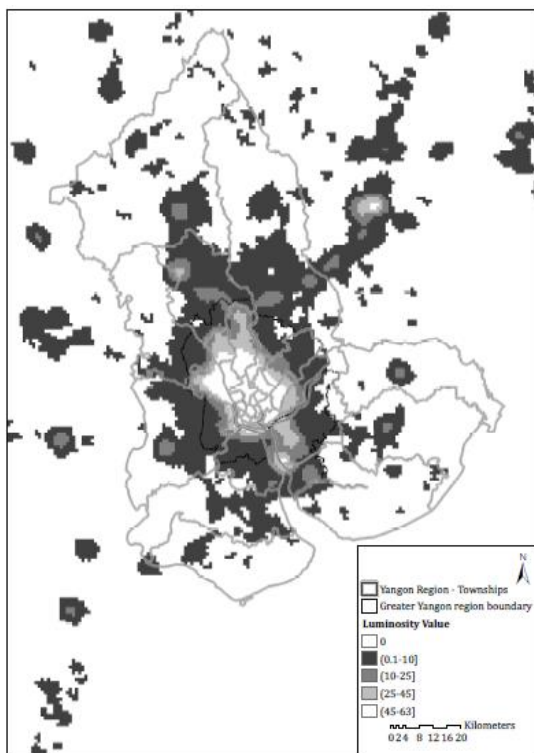 N
Yangon Region - Townships
Greater Yangon region boundary
Luminosity Value
0
(0.1-10]
(10-25]
(25-45]
(45-63]
Kilometers
0 2 4 8 12 16 20